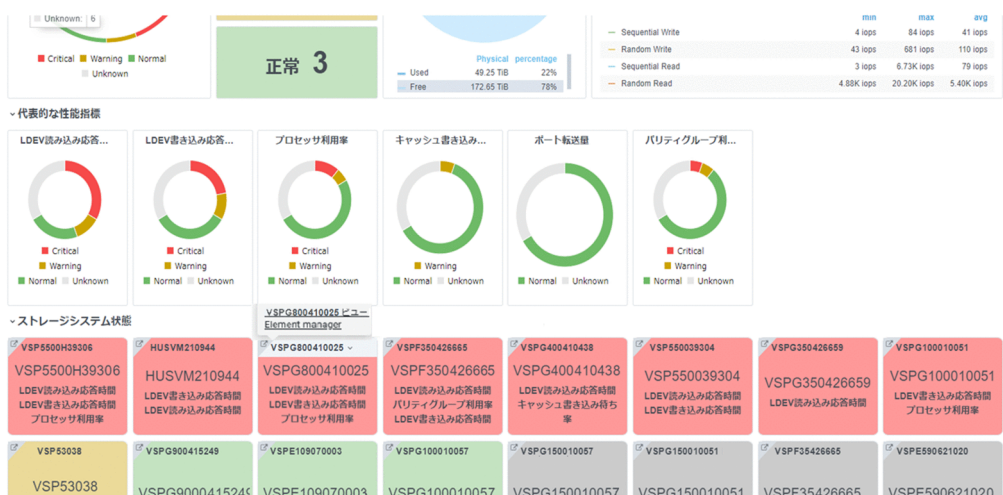 Unknown: 6
Critical Warning Normal
Unknown
正常 3
Physical percentage
Used 49.25 TiB 22%
Free 172.65 TiB 78%
min max avg
Sequential Write 4 iops 84 iops 41 iops
Random Write 43 iops 681 iops 110 iops
Sequential Read 3 iops 6.73K iops 79 iops
Random Read 4.88K iops 20.20K iops 5.40K iops
代表的な性能指標
LDEV読み込み応答... LDEV書き込み応答... プロセッサ利用率 キャッシュ書き込み... ポート転送量 パリティグループ利...
Critical Critical Critical Critical
Warning Warning Warning Warning Warning
Normal Unknown Normal Unknown Normal Unknown Normal Unknown Normal Unknown Normal Unknown
VSPG800410025 ビュー
Element manager
ストレージシステム状態
VSP5500H39306 HUSVM210944 VSPG800410025 VSPF350426665 VSPG400410438 VSP550039304 VSPG350426659 VSPG100010051
VSP5500H39306
LDEV読み込み応答時間
LDEV書き込み応答時間
プロセッサ利用率
HUSVM210944
LDEV書き込み応答時間
LDEV読み込み応答時間
VSPG800410025
LDEV読み込み応答時間
LDEV書き込み応答時間
プロセッサ利用率
VSPF350426665
LDEV読み込み応答時間
パリティグループ利用率
LDEV書き込み応答時間
VSPG400410438
LDEV読み込み応答時間
キャッシュ書き込み待ち
率
VSP550039304
LDEV読み込み応答時間
LDEV書き込み応答時間
VSPG350426659
LDEV読み込み応答時間
VSPG100010051
LDEV書き込み応答時間
プロセッサ利用率
VSP53038 VSPG900415249 VSPE109070003 VSPG100010057 VSPG150010057 VSPG150010051 VSPF35426665 VSPE590621020
VSP53038 VSPG9000415249 VSPE109070003 VSPG100010057 VSPG150010057 VSPG150010051 VSPF35426665 VSPE590621020